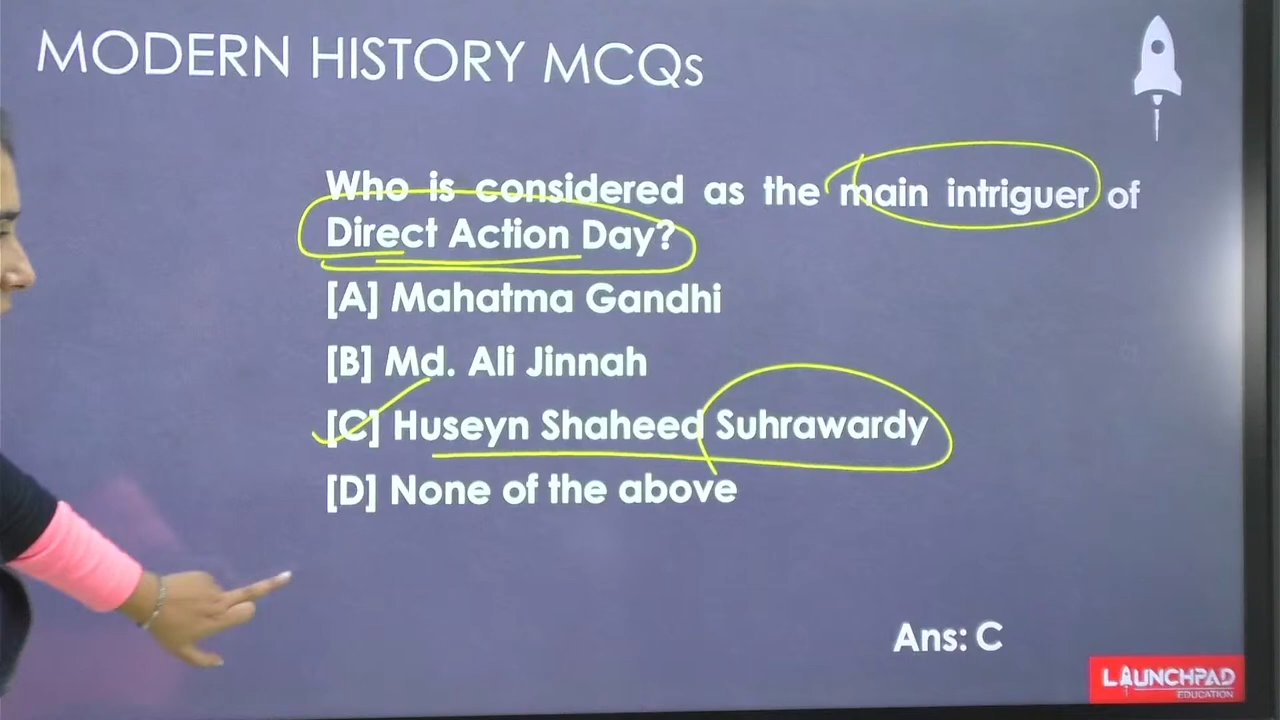 MODERN HISTORY MCQs
Who is considered as the main intriguer of
Direct Action Day?
[A] Mahatma Gandhi
[B] Md. Ali Jinnah
[C] Huseyn Shaheed Suhrawardy
[D] None of the above
Ans: C
LAUNCHPAD
EDUCATION